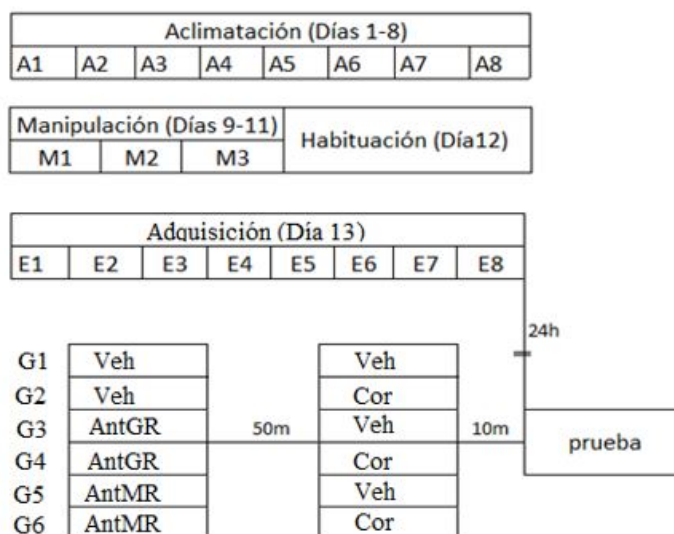 Aclimatación (Días 1-8)
A1 A2 A3 A4 A5 A6 A7 A8
Manipulación (Días 9-11) Habituación (Día12)
M1 M2 M3
Adquisición (Día 13)
E1 E2 E3 E4 E5 E6 E7 E8
24h
G1 Veh Veh
G2 Veh Cor
G3 AntGR 50m Veh 10m prueba
G4 AntGR Cor
G5 AntMR Veh
G6 AntMR Cor